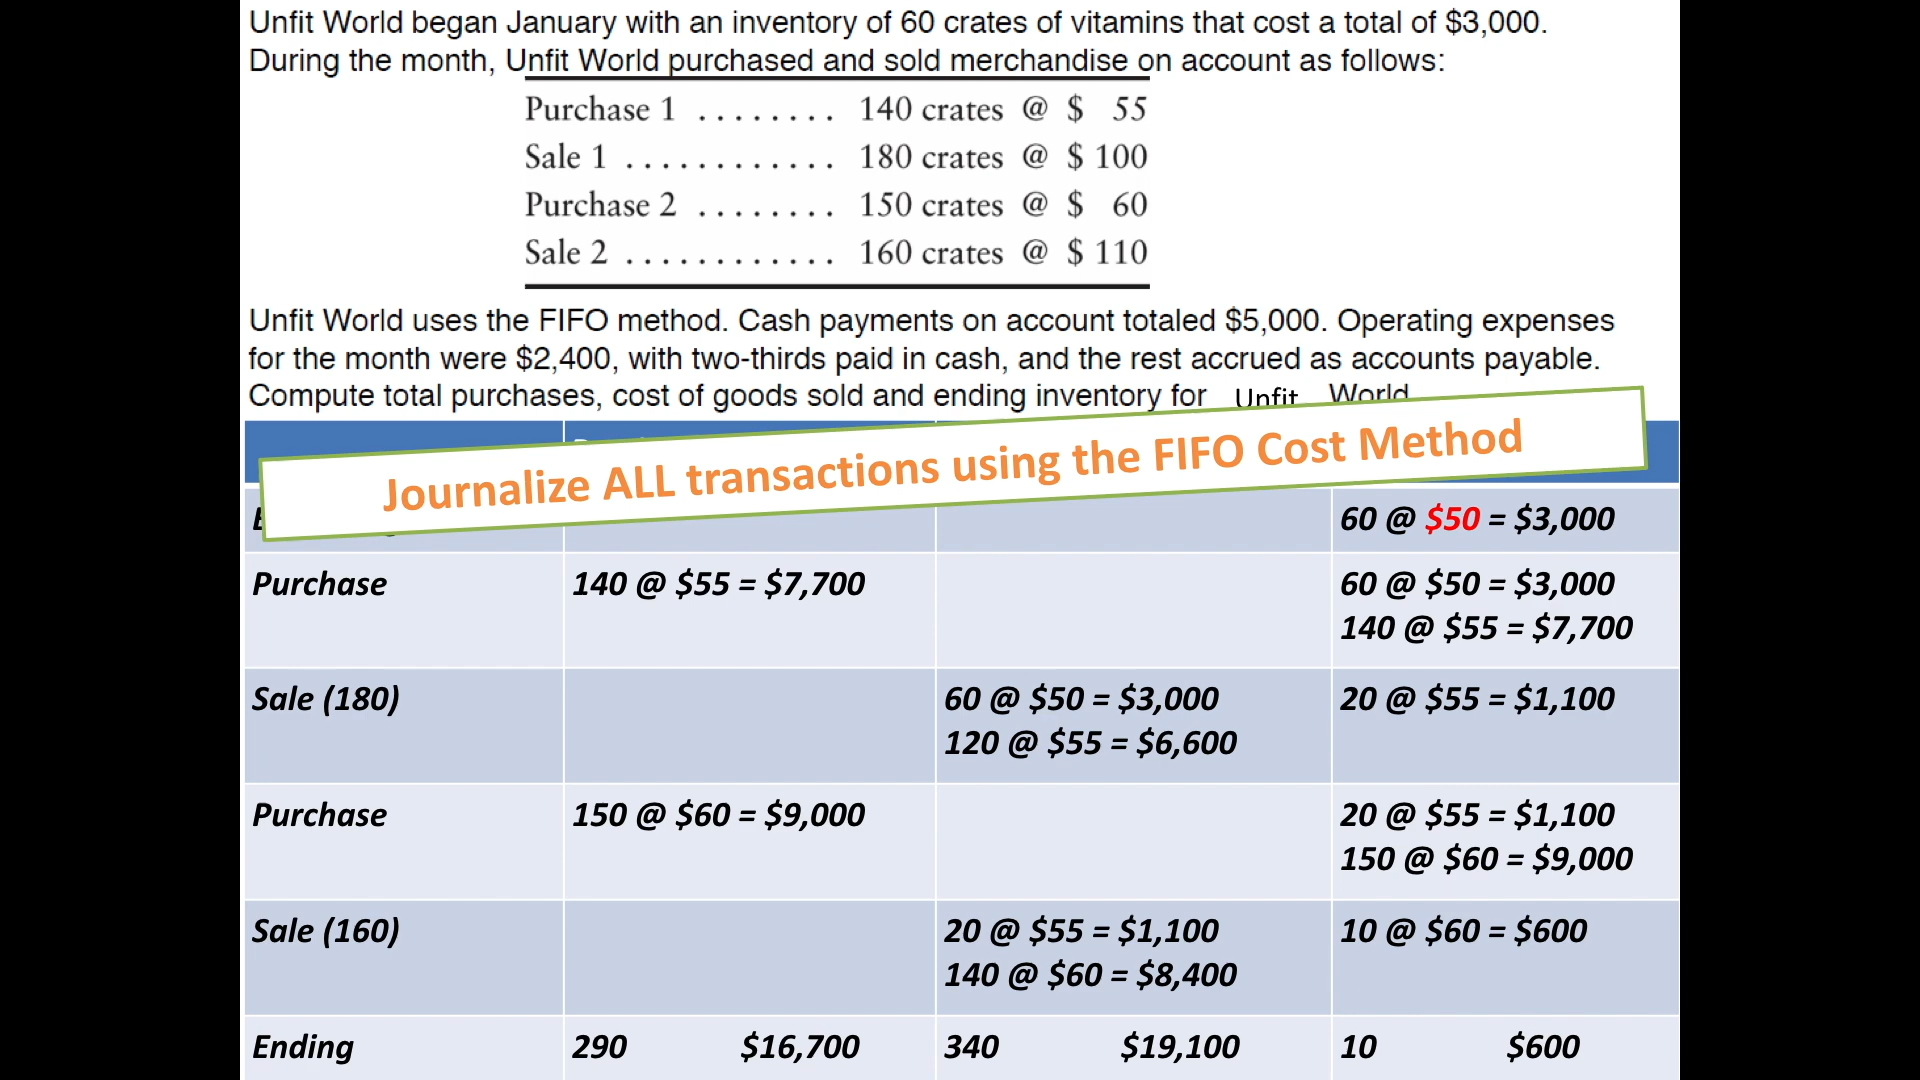 Unfit World began January with an inventory of 60 crates of vitamins that cost a total of $3,000.
During the month, Unfit World purchased and sold merchandise on account as follows:
Purchase 1 ........ 140 crates @ $ 55
Sale 1 ............ 180 crates @ $ 100
Purchase 2 ........ 150 crates @ $ 60
Sale 2 ............ 160 crates @ $ 110
Unfit World uses the FIFO method. Cash payments on account totaled $5,000. Operating expenses
for the month were $2,400, with two-thirds paid in cash, and the rest accrued as accounts payable.
Compute total purchases, cost of goods sold and ending inventory for Unfit World
Journalize ALL transactions using the FIFO Cost Method
60 @ $50 = $3,000
Purchase 140 @ $55 = $7,700 60 @ $50 = $3,000
140 @ $55 = $7,700
Sale (180) 60 @ $50 = $3,000 20 @ $55 = $1,100
120 @ $55 = $6,600
Purchase 150 @ $60 = $9,000 20 @ $55 = $1,100
150 @ $60 = $9,000
Sale (160) 20 @ $55 = $1,100 10 @ $60 = $600
140 @ $60 = $8,400
Ending 290 $16,700 340 $19,100 10 $600